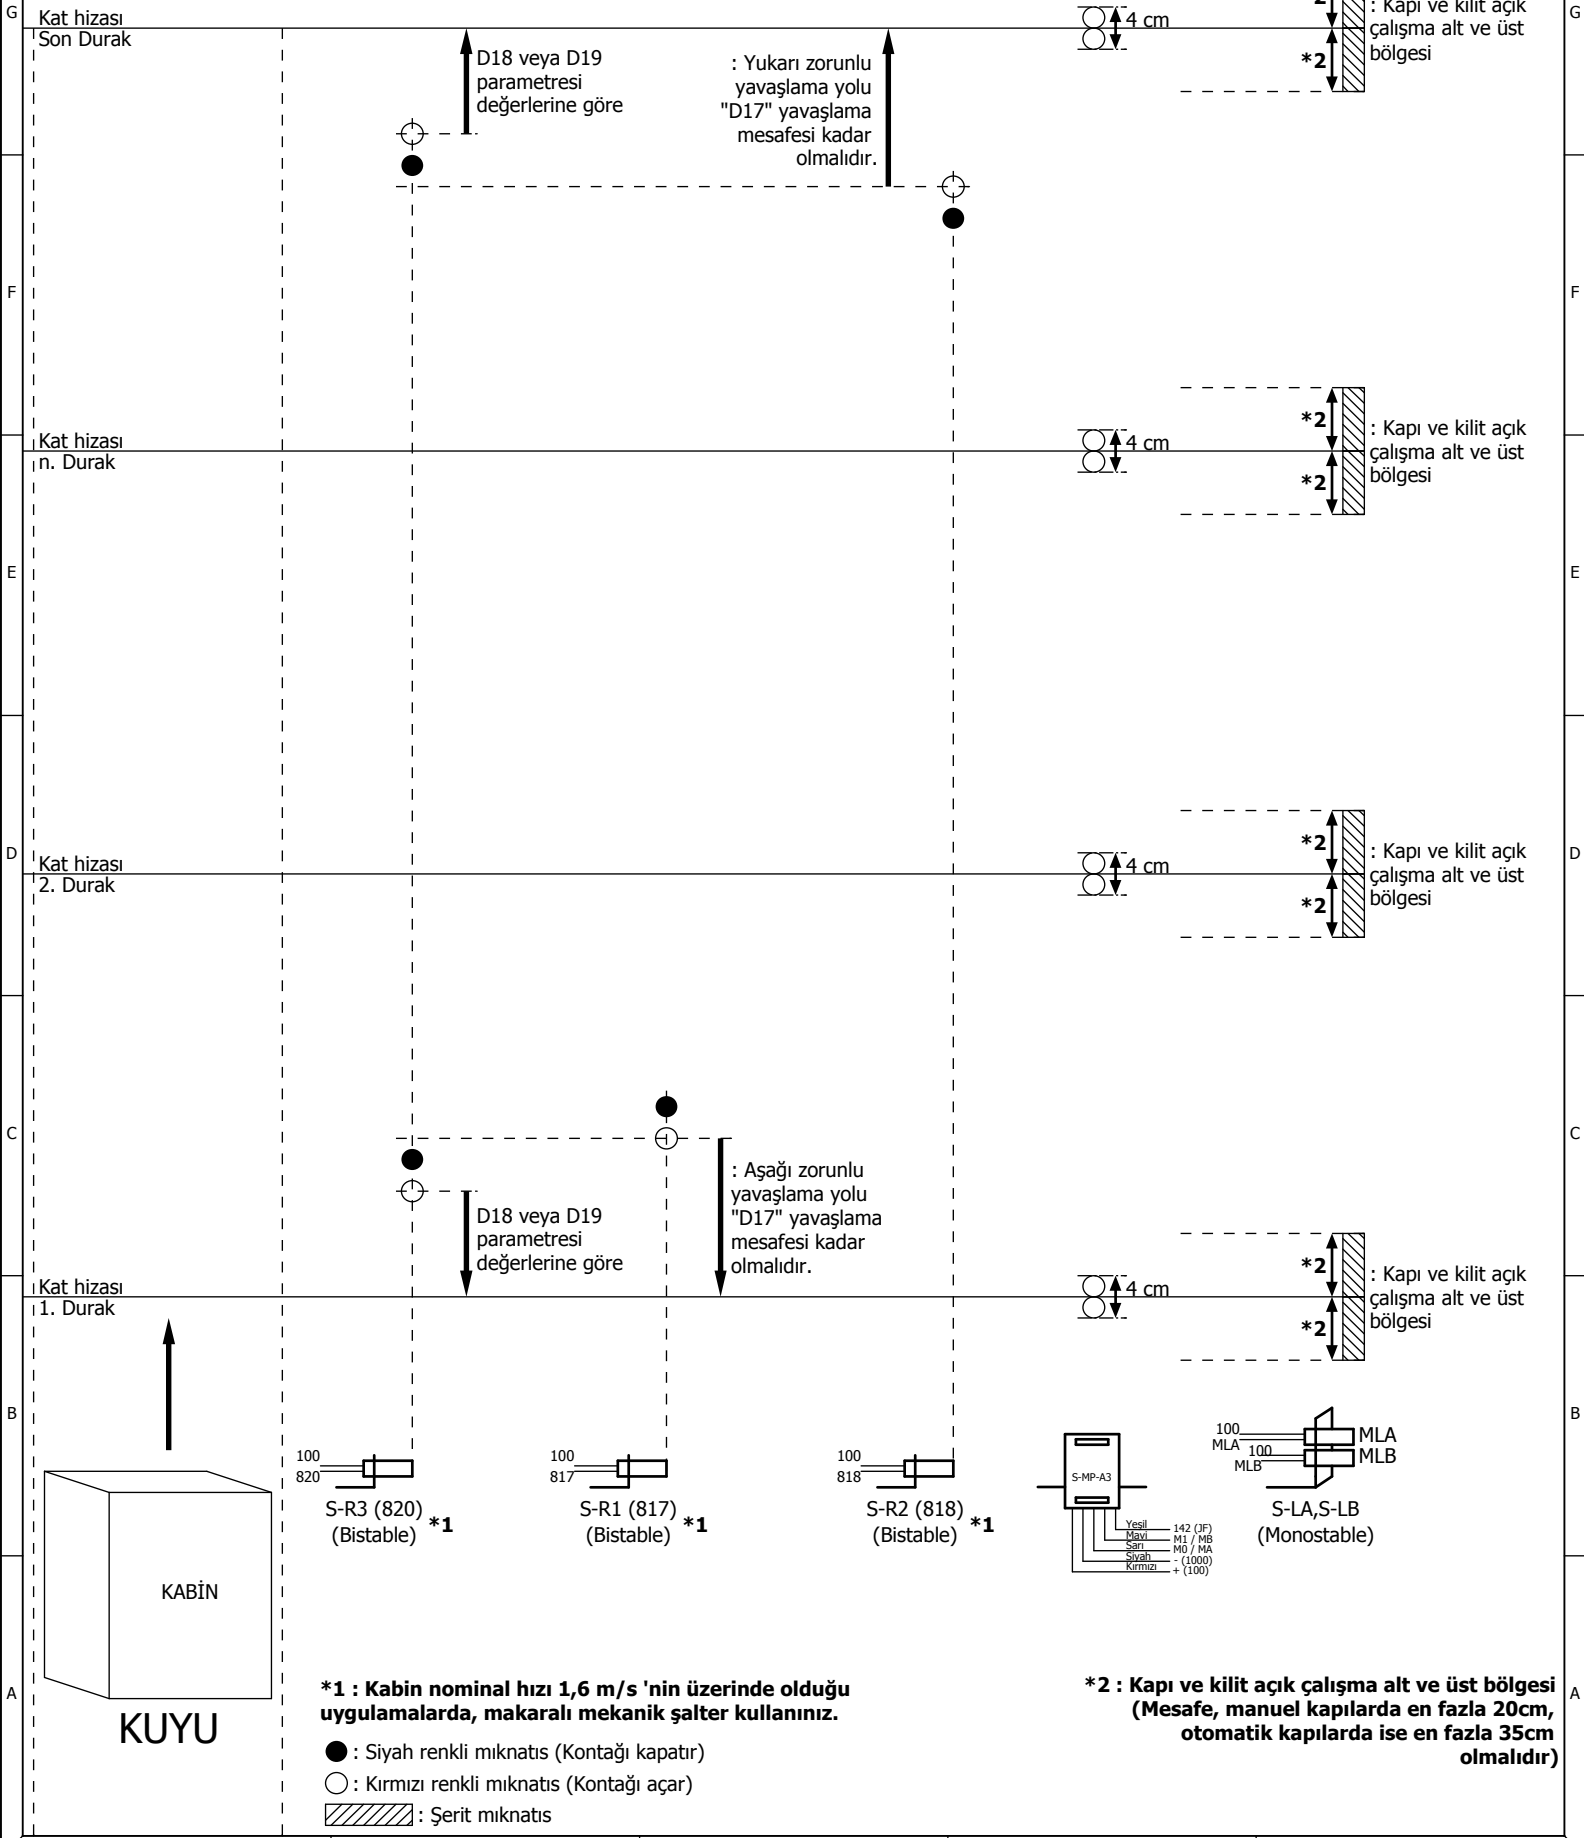 G
Kat hizası
Son Durak
D18 veya D19
parametresi
değerlerine göre
: Yukarı zorunlu
yavaşlama yolu
"D17" yavaşlama
mesafesi kadar
olmalıdır.
4 cm
*2
: Kapı ve kilit açık
çalışma alt ve üst
bölgesi
G
F
F
Kat hizası
n. Durak
4 cm
*2
*2
: Kapı ve kilit açık
çalışma alt ve üst
bölgesi
E
E
D
Kat hizası
2. Durak
4 cm
*2
*2
: Kapı ve kilit açık
çalışma alt ve üst
bölgesi
D
C
C
D18 veya D19
parametresi
değerlerine göre
: Aşağı zorunlu
yavaşlama yolu
"D17" yavaşlama
mesafesi kadar
olmalıdır.
Kat hizası
1. Durak
4 cm
*2
*2
: Kapı ve kilit açık
çalışma alt ve üst
bölgesi
B
B
100
820
S-R3 (820)
(Bistable)
*1
100
817
S-R1 (817)
(Bistable)
*1
100
818
S-R2 (818)
(Bistable)
*1
S-MP-A3
Yeşil 142 (JF)
Mavi M1 / MB
Sarı M0 / MA
Siyah - (1000)
Kırmızı + (100)
100
MLA
100
MLB
MLA
MLB
S-LA,S-LB
(Monostable)
KABİN
KUYU
A
A
*1 : Kabin nominal hızı 1,6 m/s 'nin üzerinde olduğu
uygulamalarda, makaralı mekanik şalter kullanınız.
: Siyah renkli mıknatıs (Kontağı kapatır)
: Kırmızı renkli mıknatıs (Kontağı açar)
: Şerit mıknatıs
*2 : Kapı ve kilit açık çalışma alt ve üst bölgesi
(Mesafe, manuel kapılarda en fazla 20cm,
otomatik kapılarda ise en fazla 35cm
olmalıdır)